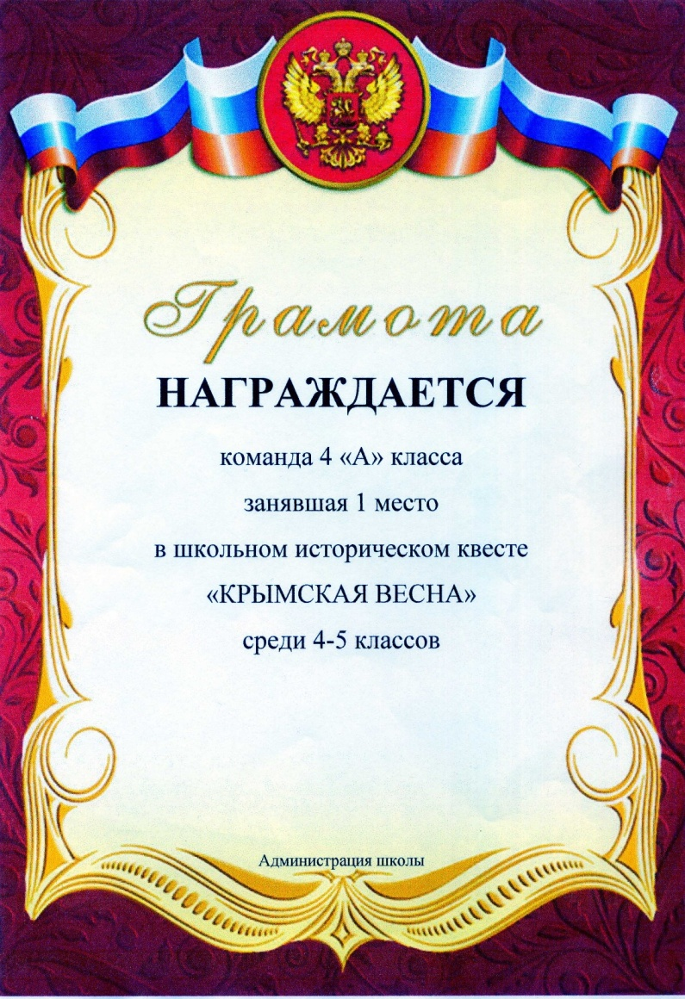 Грамота
НАГРАЖДАЕТСЯ
команда 4 «А» класса
занявшая 1 место
в школьном историческом квесте
«КРЫМСКАЯ ВЕСНА»
среди 4-5 классов
Администрация школы